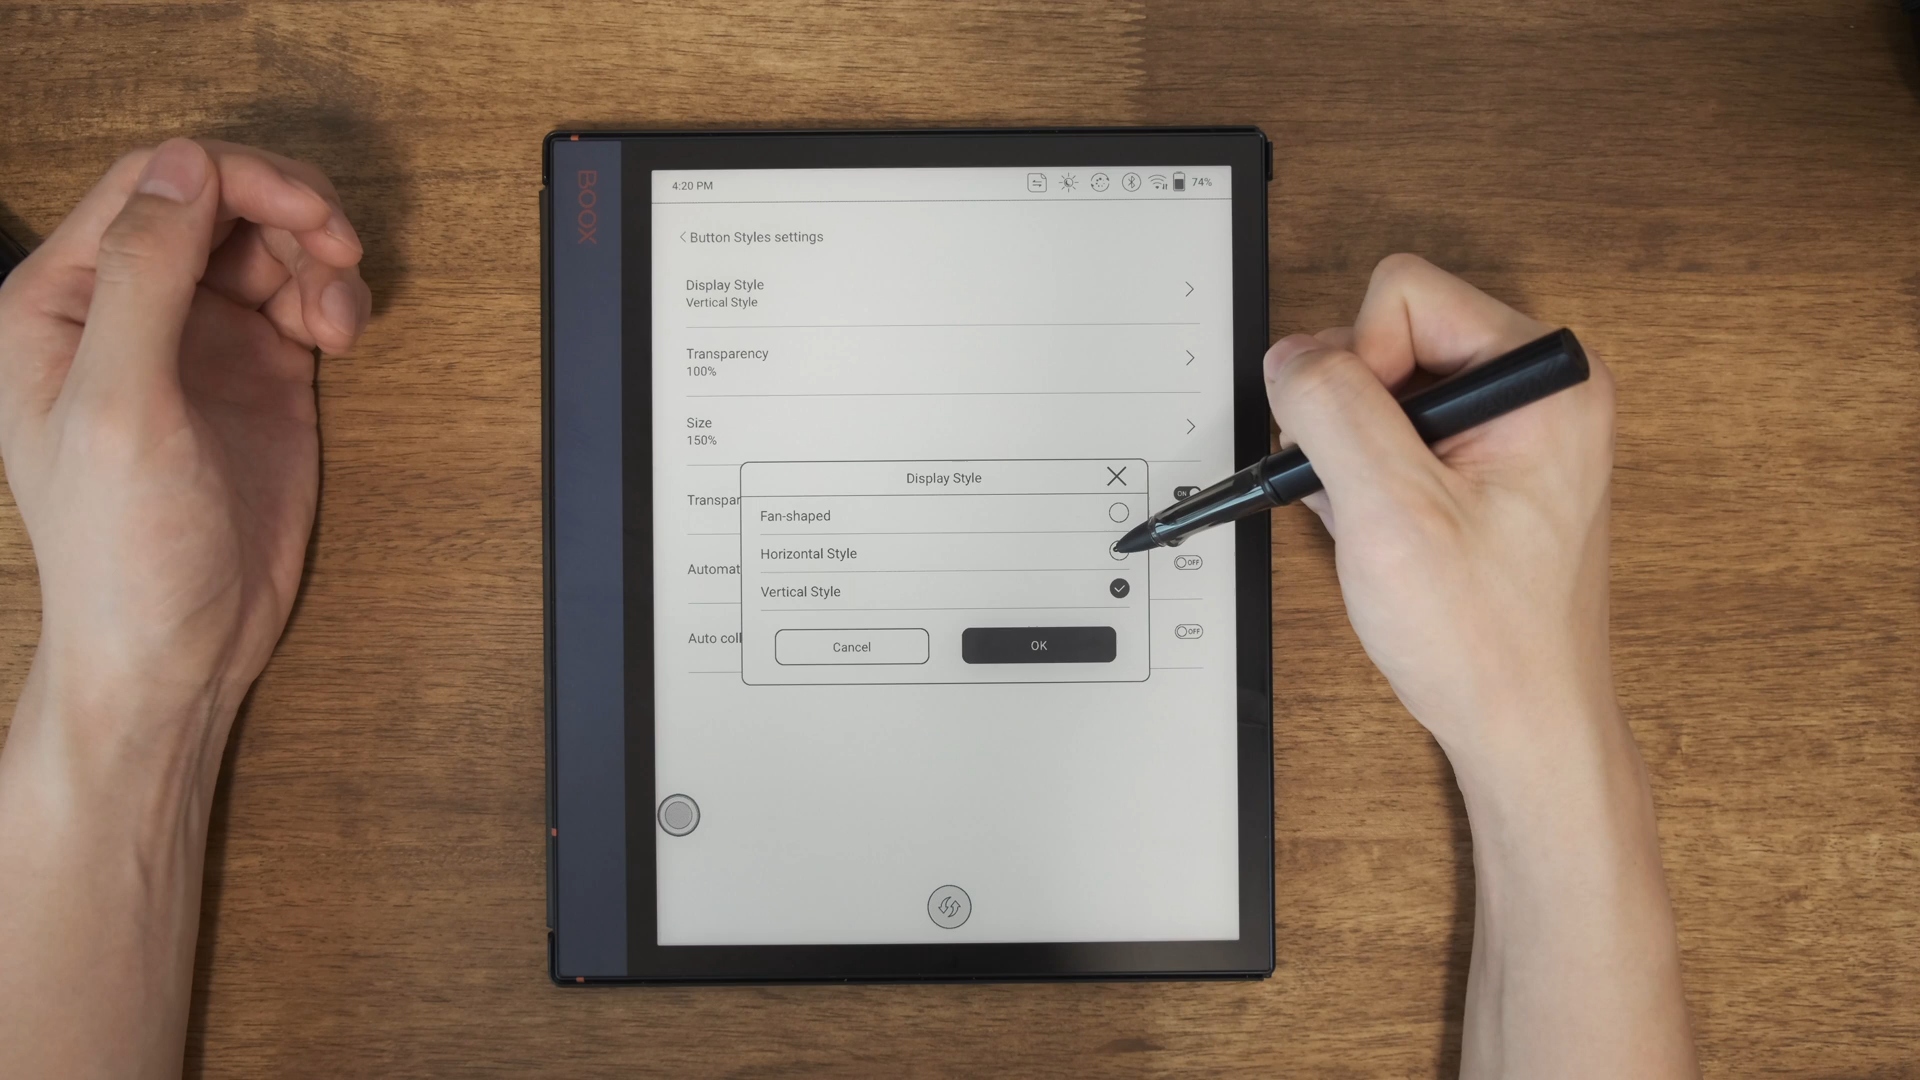 BOOX
4:20 PM
74%
Button Styles settings
Display Style
Vertical Style
Transparency
100%
Size
150%
Transpar
ON
Automat
OFF
Auto coll
OFF
Display Style
Fan-shaped
Horizontal Style
Vertical Style
Cancel
OK